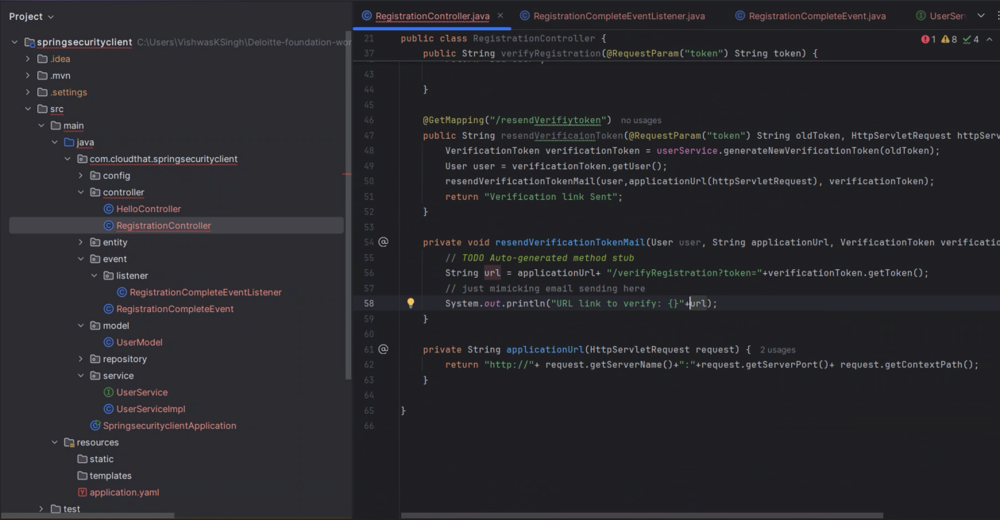 Project
springsecurityclient C:\Users\VishwasKSingh\Deloitte-foundation-wor
.idea
.mvn
.settings
src
main
java
com.cloudthat.springsecurityclient
config
controller
HelloController
RegistrationController
entity
event
listener
RegistrationCompleteEventListener
RegistrationCompleteEvent
model
UserModel
repository
service
UserService
UserServiceImpl
SpringsecurityclientApplication
resources
static
templates
application.yaml
test
RegistrationController.java RegistrationCompleteEventListener.java RegistrationCompleteEvent.java UserSer
21 public class RegistrationController { 1 8 4
37 public String verifyRegistration(@RequestParam("token") String token) {
43
44 }
45
46 @GetMapping("/resendVerifiytoken") no usages
47 public String resendVerificaionToken(@RequestParam("token") String oldToken, HttpServletRequest httpServ
48 VerificationToken verificationToken = userService.generateNewVerificationToken(oldToken);
49 User user = verificationToken.getUser();
50 resendVerificationTokenMail(user,applicationUrl(httpServletRequest), verificationToken);
51 return "Verification link Sent";
52 }
53
54 private void resendVerificationTokenMail(User user, String applicationUrl, VerificationToken verificatio
55 // TODO Auto-generated method stub
56 String url = applicationUrl+ "/verifyRegistration?token="+verificationToken.getToken();
57 // just mimicking email sending here
58 System.out.println("URL link to verify: {}"+url);
59 }
60
61 private String applicationUrl(HttpServletRequest request) { 2 usages
62 return "http://"+ request.getServerName()+":"+request.getServerPort()+ request.getContextPath();
63 }
64
65 }
66